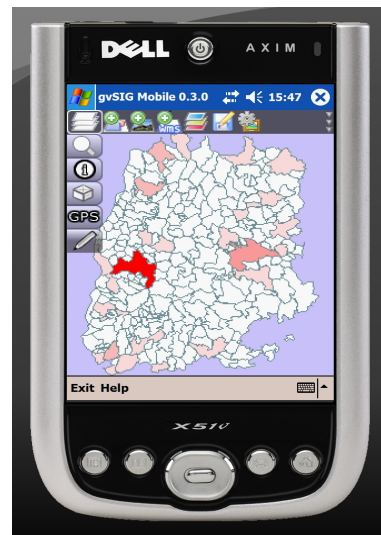 DELL AXIM
gvSIG Mobile 0.3.0 15:47
wms
GPS
Exit Help
X51v